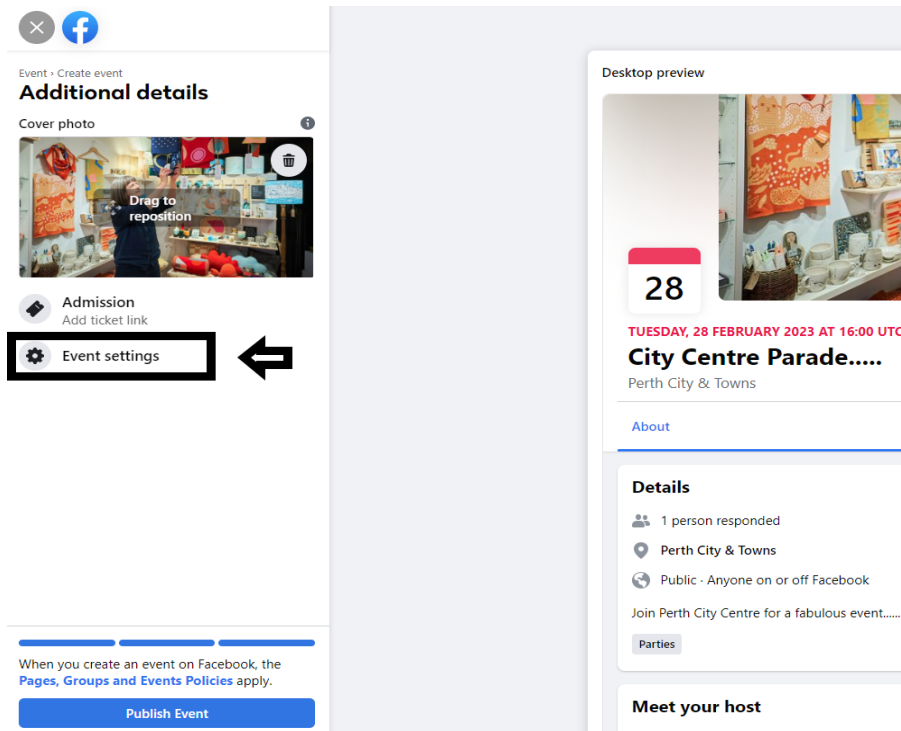 Event › Create event
Additional details
Cover photo
Drag to
reposition
Admission
Add ticket link
Event settings
When you create an event on Facebook, the
Pages, Groups and Events Policies apply.
Publish Event
Desktop preview
28
TUESDAY, 28 FEBRUARY 2023 AT 16:00 UTC
City Centre Parade.....
Perth City & Towns
About
Details
1 person responded
Perth City & Towns
Public · Anyone on or off Facebook
Join Perth City Centre for a fabulous event......
Parties
Meet your host